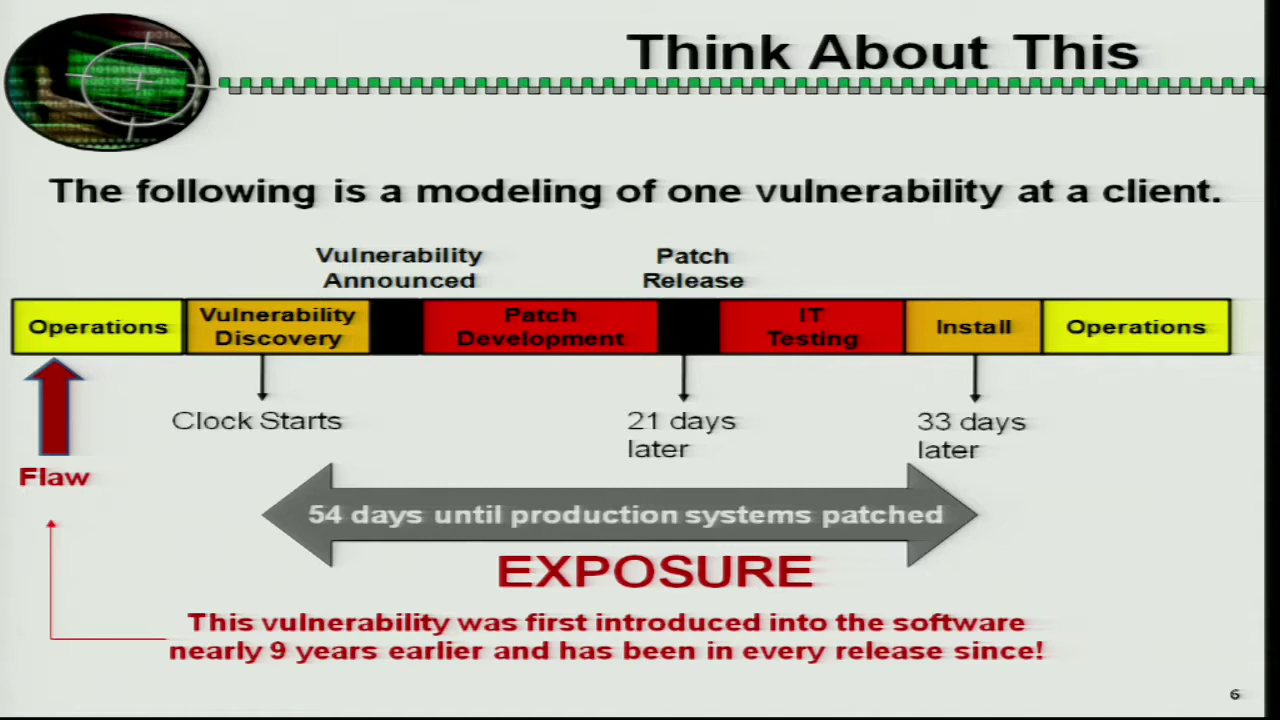 Think About This
The following is a modeling of one vulnerability at a client.
Vulnerability
Announced
Patch
Release
Operations
Vulnerability
Discovery
Patch
Development
IT
Testing
Install
Operations
Clock Starts
21 days
later
33 days
later
Flaw
54 days until production systems patched
EXPOSURE
This vulnerability was first introduced into the software
nearly 9 years earlier and has been in every release since!
6